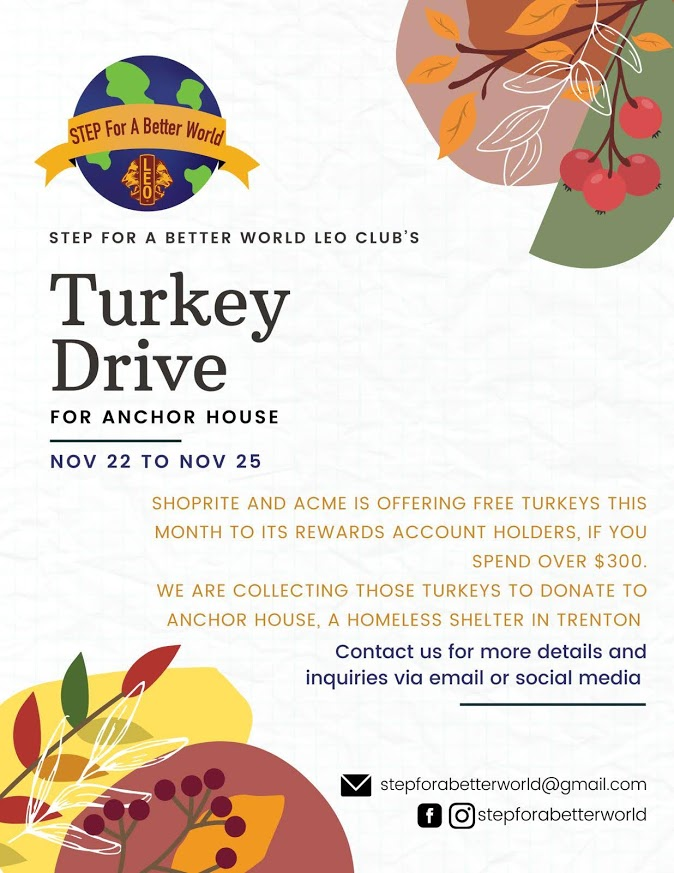 STEP For A Better World
LEO
STEP FOR A BETTER WORLD LEO CLUB'S
Turkey
Drive
FOR ANCHOR HOUSE
NOV 22 TO NOV 25
SHOPRITE AND ACME IS OFFERING FREE TURKEYS THIS
MONTH TO ITS REWARDS ACCOUNT HOLDERS, IF YOU
SPEND OVER $300.
WE ARE COLLECTING THOSE TURKEYS TO DONATE TO
ANCHOR HOUSE, A HOMELESS SHELTER IN TRENTON
Contact us for more details and
inquiries via email or social media
stepforabetterworld@gmail.com
stepforabetterworld